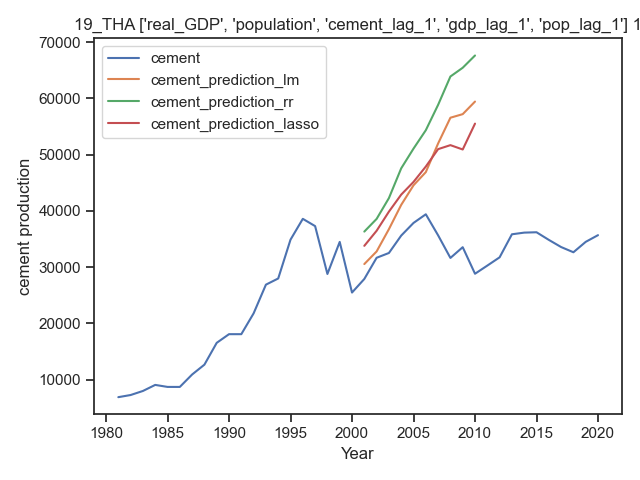 19_THA ['real_GDP', 'population', 'cement_lag_1', 'gdp_lag_1', 'pop_lag_1'] 1
cement
cement_prediction_lm
cement_prediction_rr
cement_prediction_lasso
70000
60000
50000
40000
30000
20000
10000
cement production
1980 1985 1990 1995 2000 2005 2010 2015 2020
Year